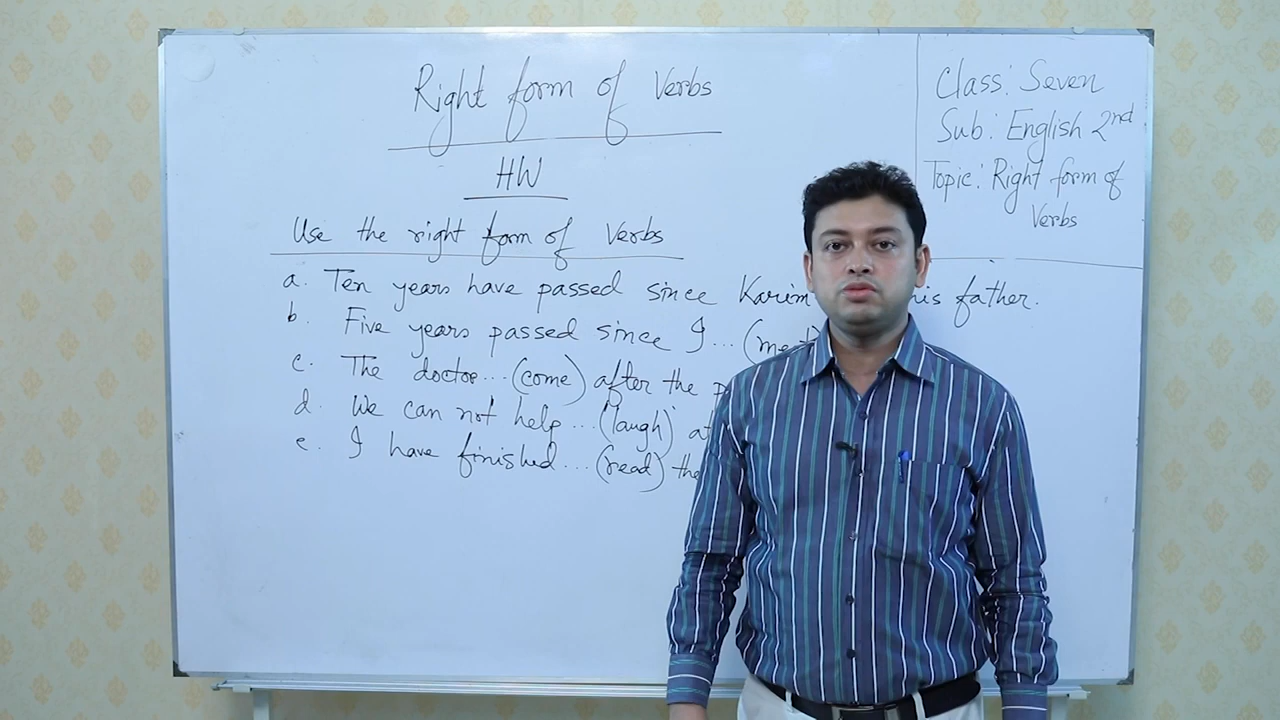 Right form of Verbs
HW
Use the right form of Verbs
a. Ten years have passed since Karim his father.
b. Five years passed since I... (meet
c. The doctor... (come) after the
d. We can not help ... (laugh) at
e. I have finished... (read) the
Class: Seven
Sub: English 2nd
Topic: Right form of
Verbs